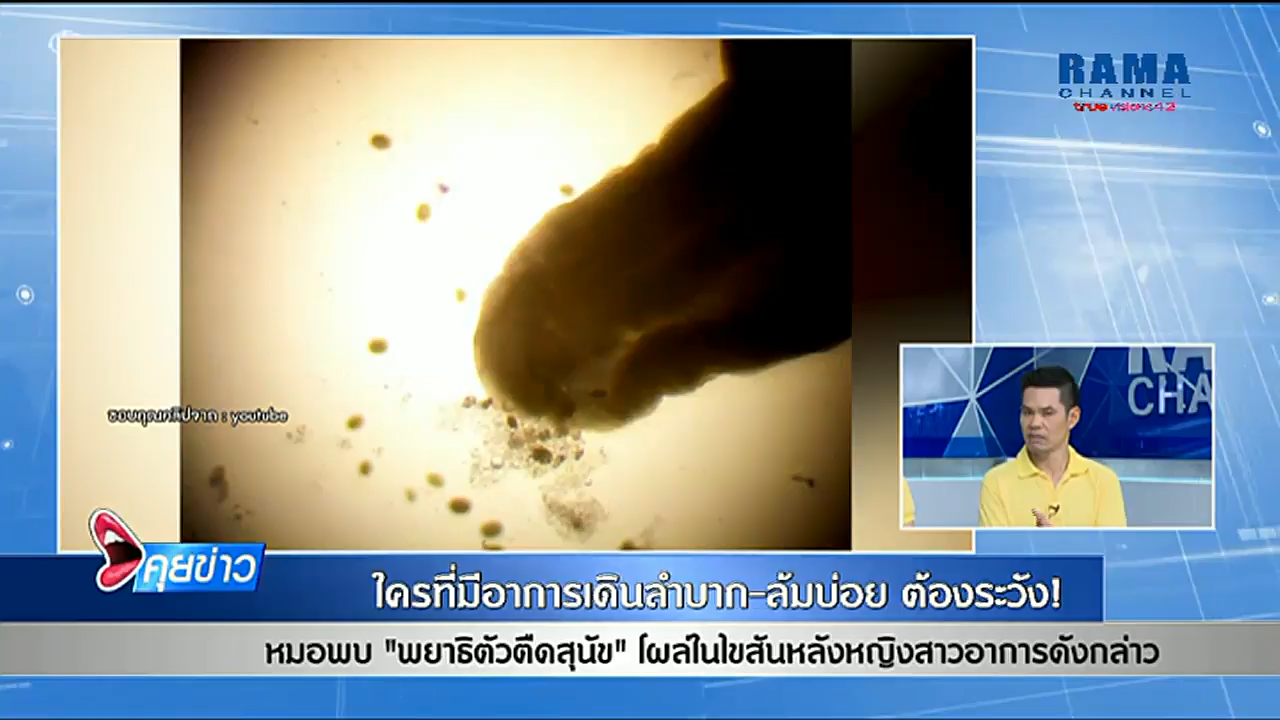 RAMA
CHANNEL
true visions 42
ขอบคุณคลิปจาก : youtube
CHA
คุยข่าว
ใครที่มีอาการเดินลำบาก-ล้มบ่อย ต้องระวัง!
หมอพบ "พยาธิตัวตืดสุนัข" โผล่ในไขสันหลังหญิงสาวอาการดังกล่าว